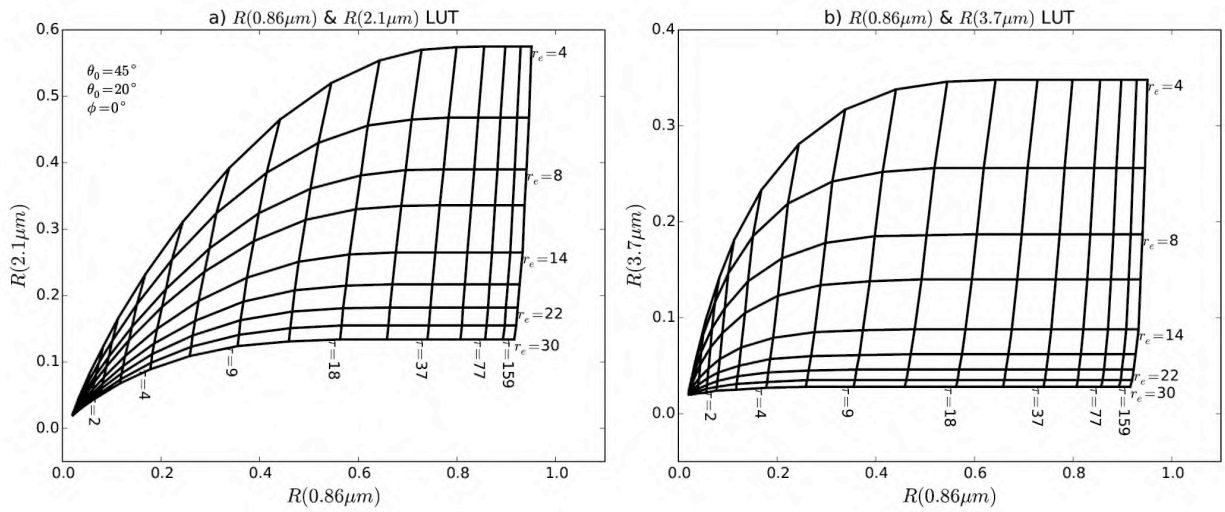 a) R(0.86μm) & R(2.1μm) LUT
0.6
0.5
0.4
0.3
0.2
0.1
0.0
R(2.1μm)
θ₀=45°
θ₀=20°
ϕ=0°
rₑ=4
rₑ=8
rₑ=14
rₑ=22
rₑ=30
τ=2
τ=4
τ=9
τ=18
τ=37
τ=77
τ=159
0.0 0.2 0.4 0.6 0.8 1.0
R(0.86μm)
b) R(0.86μm) & R(3.7μm) LUT
0.4
0.3
0.2
0.1
0.0
R(3.7μm)
rₑ=4
rₑ=8
rₑ=14
rₑ=22
rₑ=30
τ=2
τ=4
τ=9
τ=18
τ=37
τ=77
τ=159
0.0 0.2 0.4 0.6 0.8 1.0
R(0.86μm)